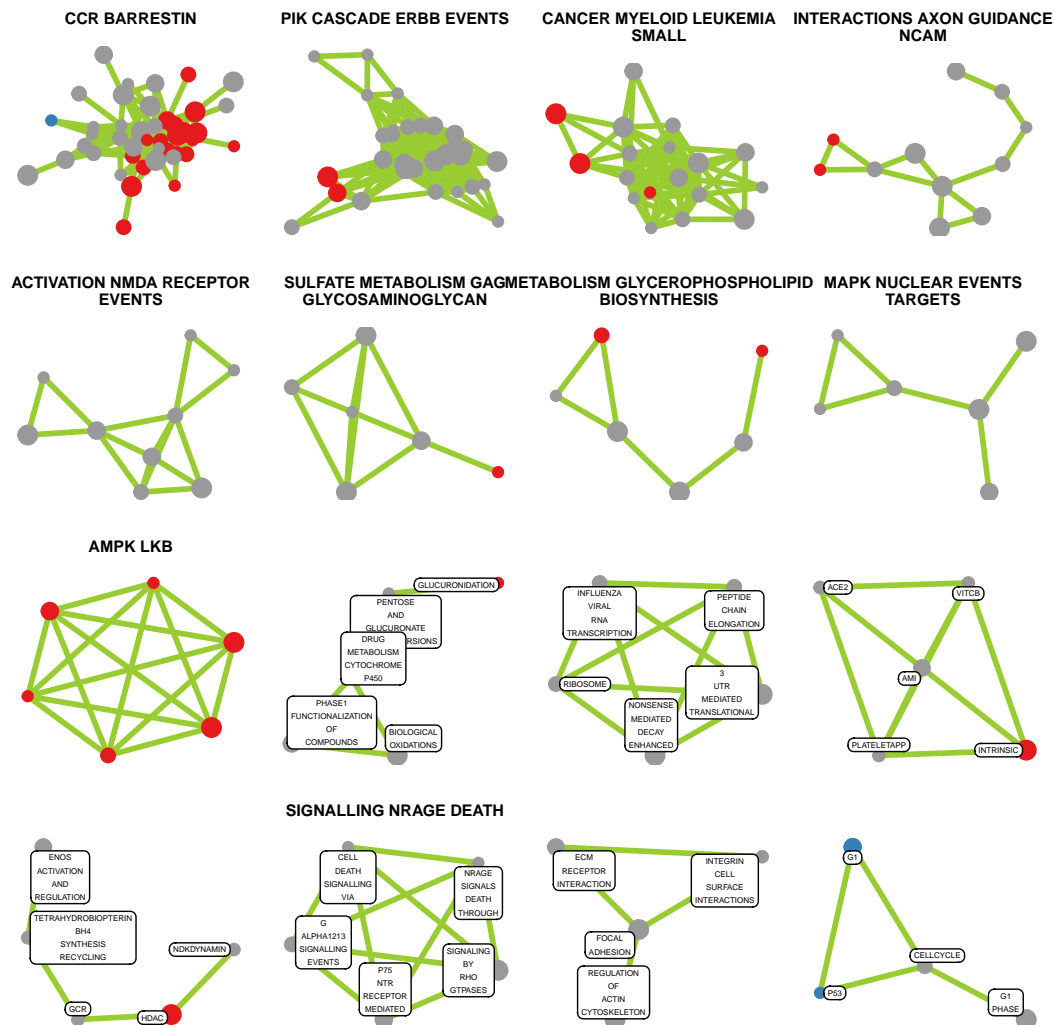 CCR BARRESTIN
PIK CASCADE ERBB EVENTS
CANCER MYELOID LEUKEMIA
SMALL
INTERACTIONS AXON GUIDANCE
NCAM
ACTIVATION NMDA RECEPTOR
EVENTS
SULFATE METABOLISM GAG
GLYCOSAMINOGLYCAN
METABOLISM GLYCEROPHOSPHOLIPID
BIOSYNTHESIS
MAPK NUCLEAR EVENTS
TARGETS
AMPK LKB
GLUCURONIDATION
PENTOSE
AND
GLUCURONATE
DRUG
METABOLISM
CYTOCHROME
P450
PHASE1
FUNCTIONALIZATION
OF
COMPOUNDS
BIOLOGICAL
OXIDATIONS
INFLUENZA
VIRAL
RNA
TRANSCRIPTION
PEPTIDE
CHAIN
ELONGATION
RIBOSOME
3
UTR
MEDIATED
TRANSLATIONAL
NONSENSE
MEDIATED
DECAY
ENHANCED
ACE2
VITCB
AMI
PLATELETAPP
INTRINSIC
ENOS
ACTIVATION
AND
REGULATION
TETRAHYDROBIOPTERIN
BH4
SYNTHESIS
RECYCLING
NDKDYNAMIN
GCR
HDAC
SIGNALLING NRAGE DEATH
CELL
DEATH
SIGNALLING
VIA
NRAGE
SIGNALS
DEATH
THROUGH
G
ALPHA1213
SIGNALLING
EVENTS
P75
NTR
RECEPTOR
MEDIATED
SIGNALING
BY
RHO
GTPASES
ECM
RECEPTOR
INTERACTION
INTEGRIN
CELL
SURFACE
INTERACTIONS
FOCAL
ADHESION
REGULATION
OF
ACTIN
CYTOSKELETON
G1
CELLCYCLE
P53
G1
PHASE